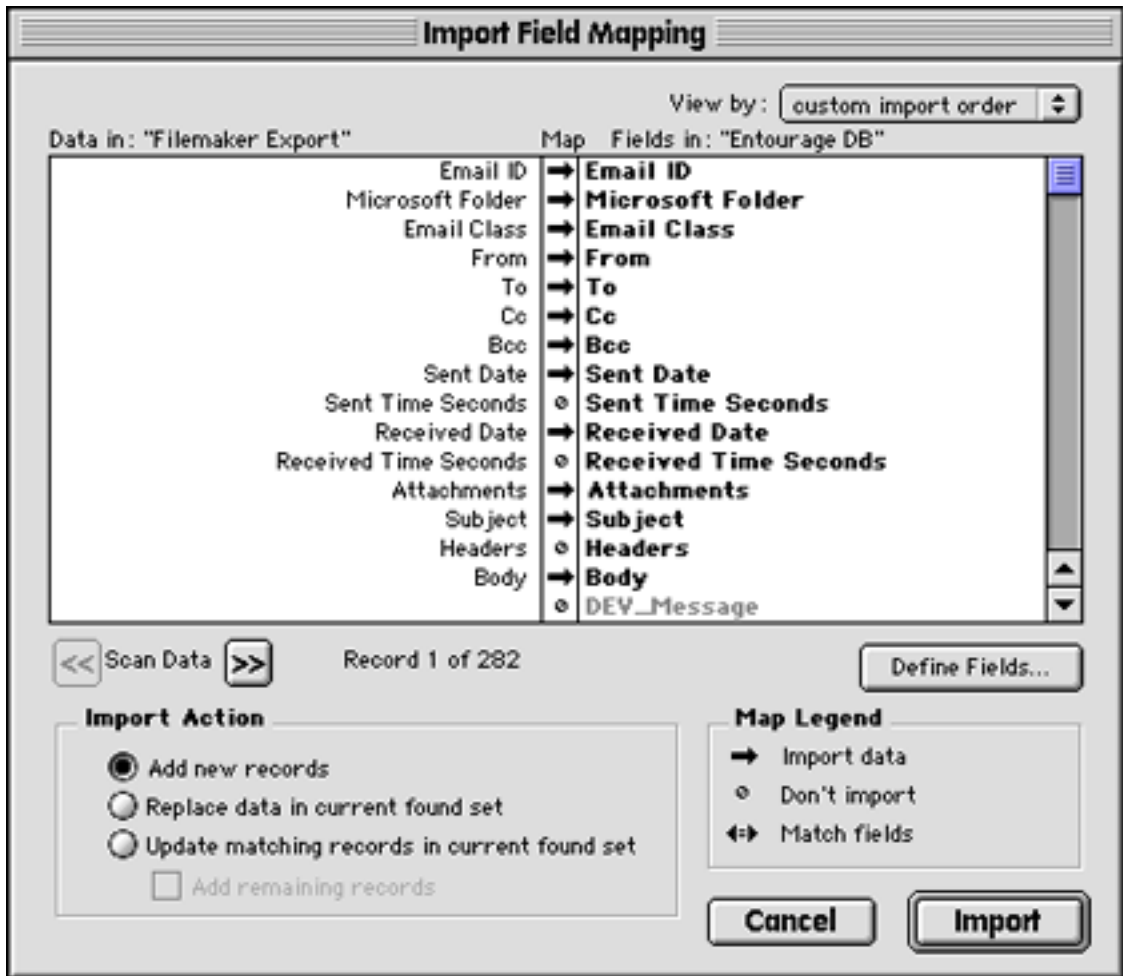 Import Field Mapping
View by: custom import order
Data in: "Filemaker Export" Map Fields in: "Entourage DB"
Email ID Email ID
Microsoft Folder Microsoft Folder
Email Class Email Class
From From
To To
Cc Cc
Bcc Bcc
Sent Date Sent Date
Sent Time Seconds Sent Time Seconds
Received Date Received Date
Received Time Seconds Received Time Seconds
Attachments Attachments
Subject Subject
Headers Headers
Body Body
DEV_Message
<< Scan Data >> Record 1 of 282 Define Fields...
Import Action
Add new records
Replace data in current found set
Update matching records in current found set
Add remaining records
Map Legend
Import data
Don't import
Match fields
Cancel Import